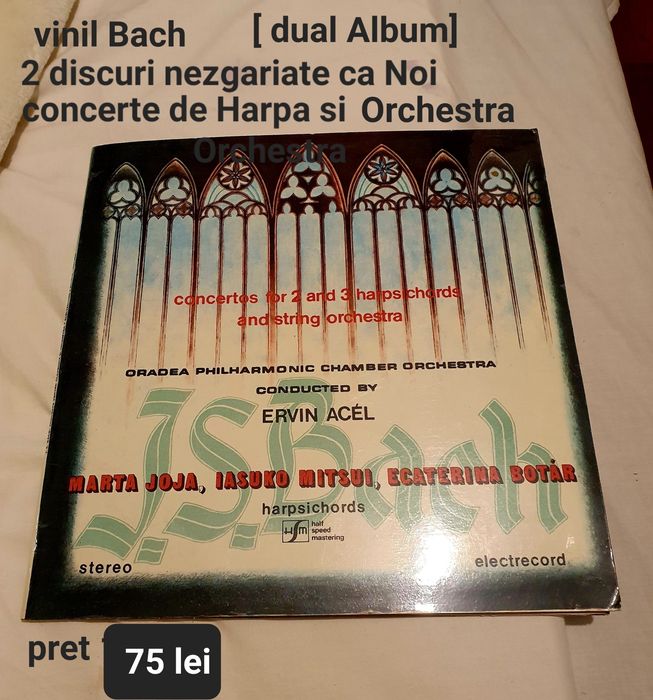 vinil Bach [ dual Album]
2 discuri nezgariate ca Noi
concerte de Harpa si Orchestra
Orchestra
concertos for 2 and 3 harpsichords
and string orchestra
ORADEA PHILHARMONIC CHAMBER ORCHESTRA
CONDUCTED BY
ERVIN ACÉL
J.S. Bach
MARTA JOJA, IASUKO MITSUI, ECATERINA BOTÁR
harpsichords
HSM half
speed
mastering
stereo electrecord
pret 75 lei